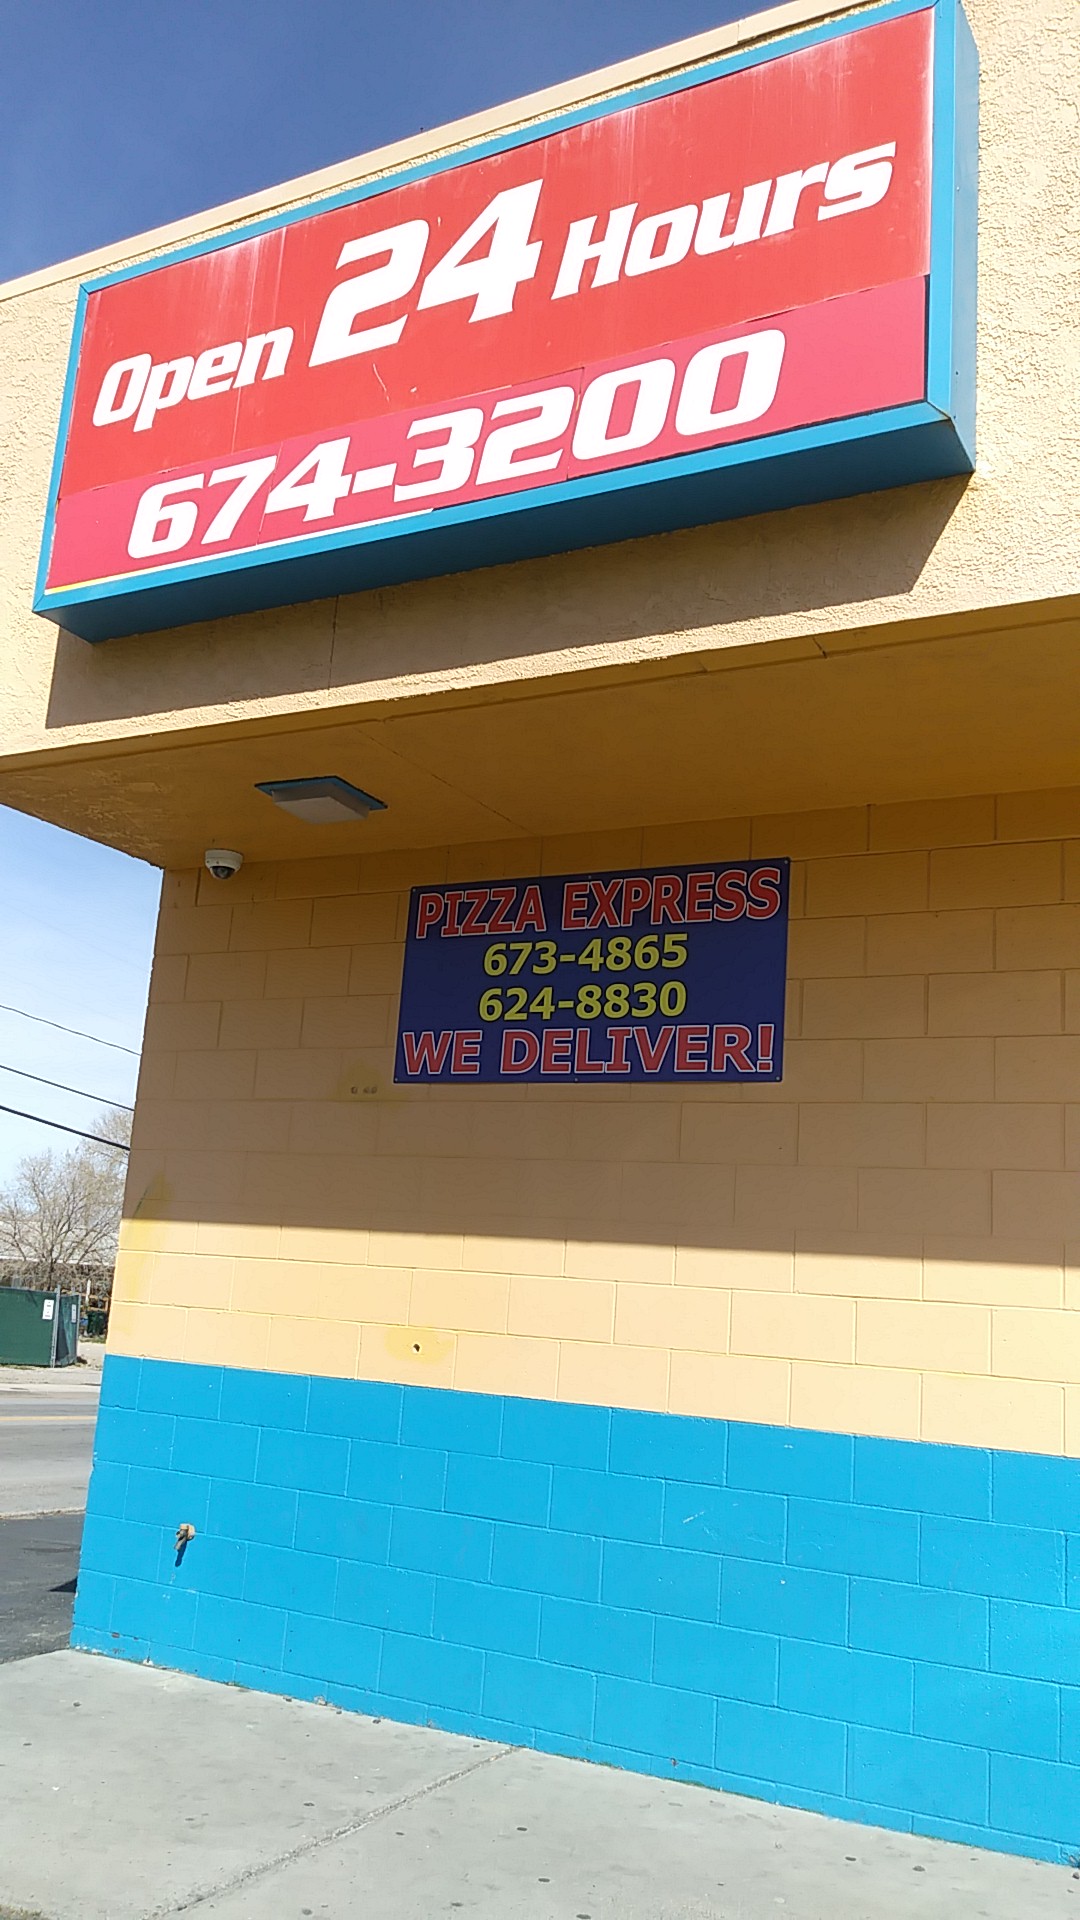 Open 24 Hours
674-3200
PIZZA EXPRESS
673-4865
624-8830
WE DELIVER!